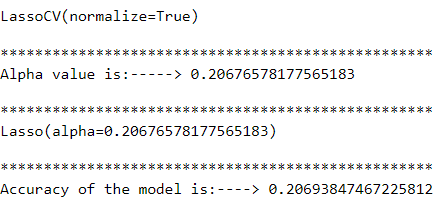 LassoCV(normalize=True)
**************************************************
Alpha value is:-----> 0.20676578177565183
**************************************************
Lasso(alpha=0.20676578177565183)
**************************************************
Accuracy of the model is:----> 0.20693847467225812